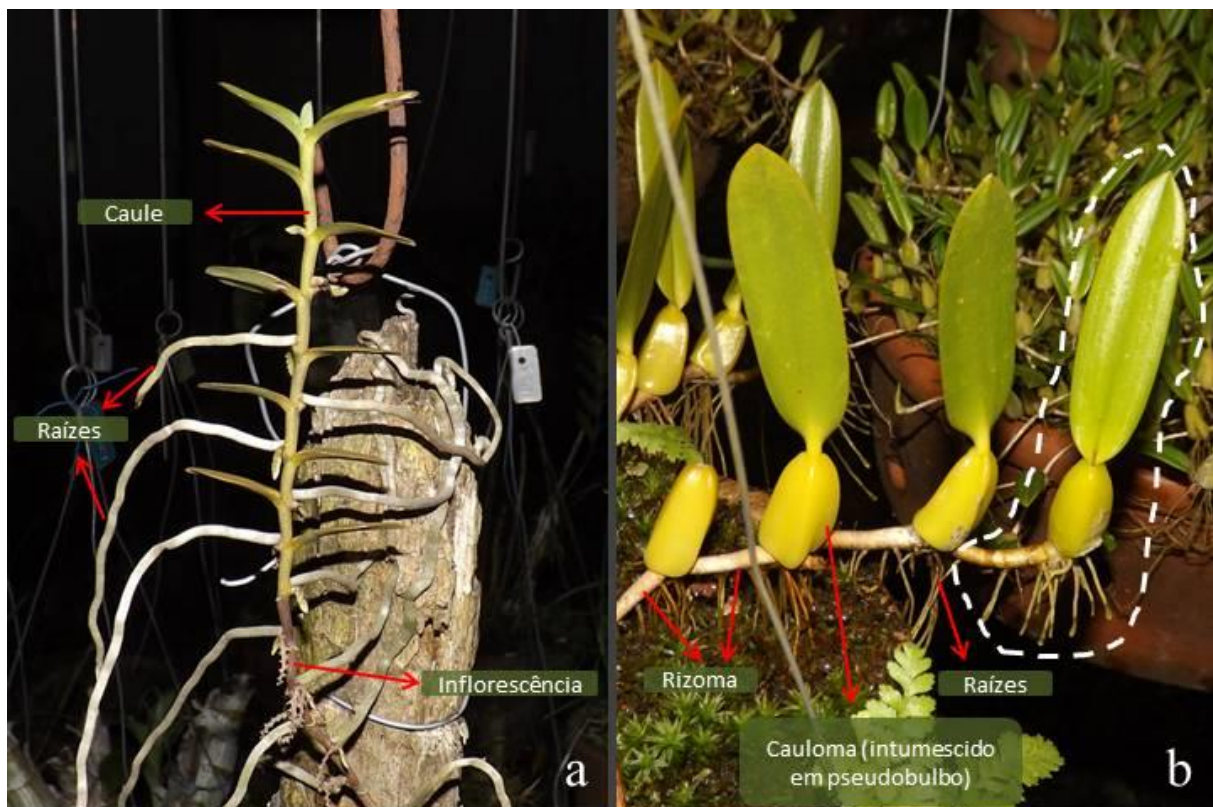 Caule
Raízes
Inflorescência
a
Rizoma
Raízes
Cauloma (intumescido
em pseudobulbo)
b